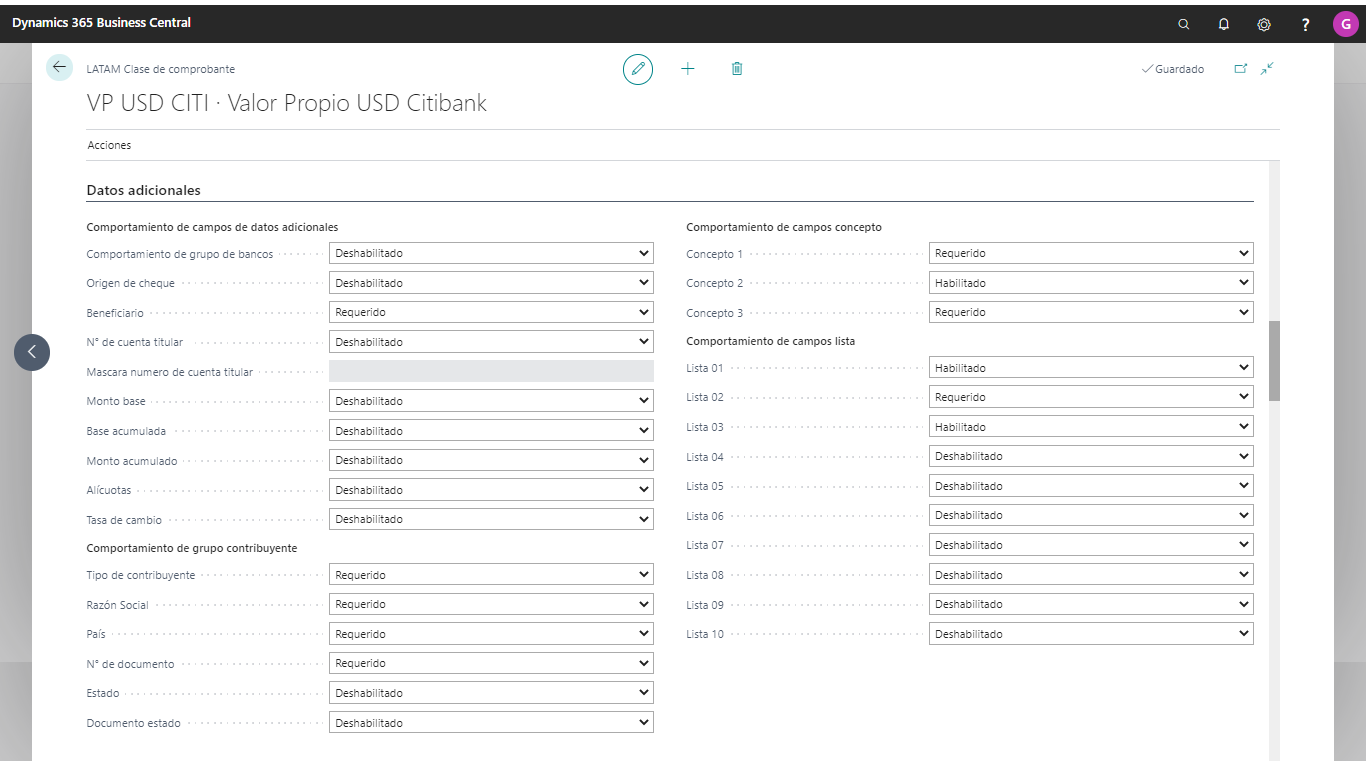 Dynamics 365 Business Central
?
G
LATAM Clase de comprobante
Guardado
VP USD CITI · Valor Propio USD Citibank
Acciones
Datos adicionales
Comportamiento de campos de datos adicionales
Comportamiento de grupo de bancos Deshabilitado
Origen de cheque Deshabilitado
Beneficiario Requerido
N° de cuenta titular Deshabilitado
Mascara numero de cuenta titular
Monto base Deshabilitado
Base acumulada Deshabilitado
Monto acumulado Deshabilitado
Alícuotas Deshabilitado
Tasa de cambio Deshabilitado
Comportamiento de grupo contribuyente
Tipo de contribuyente Requerido
Razón Social Requerido
País Requerido
N° de documento Requerido
Estado Deshabilitado
Documento estado Deshabilitado
Comportamiento de campos concepto
Concepto 1 Requerido
Concepto 2 Habilitado
Concepto 3 Requerido
Comportamiento de campos lista
Lista 01 Habilitado
Lista 02 Requerido
Lista 03 Habilitado
Lista 04 Deshabilitado
Lista 05 Deshabilitado
Lista 06 Deshabilitado
Lista 07 Deshabilitado
Lista 08 Deshabilitado
Lista 09 Deshabilitado
Lista 10 Deshabilitado